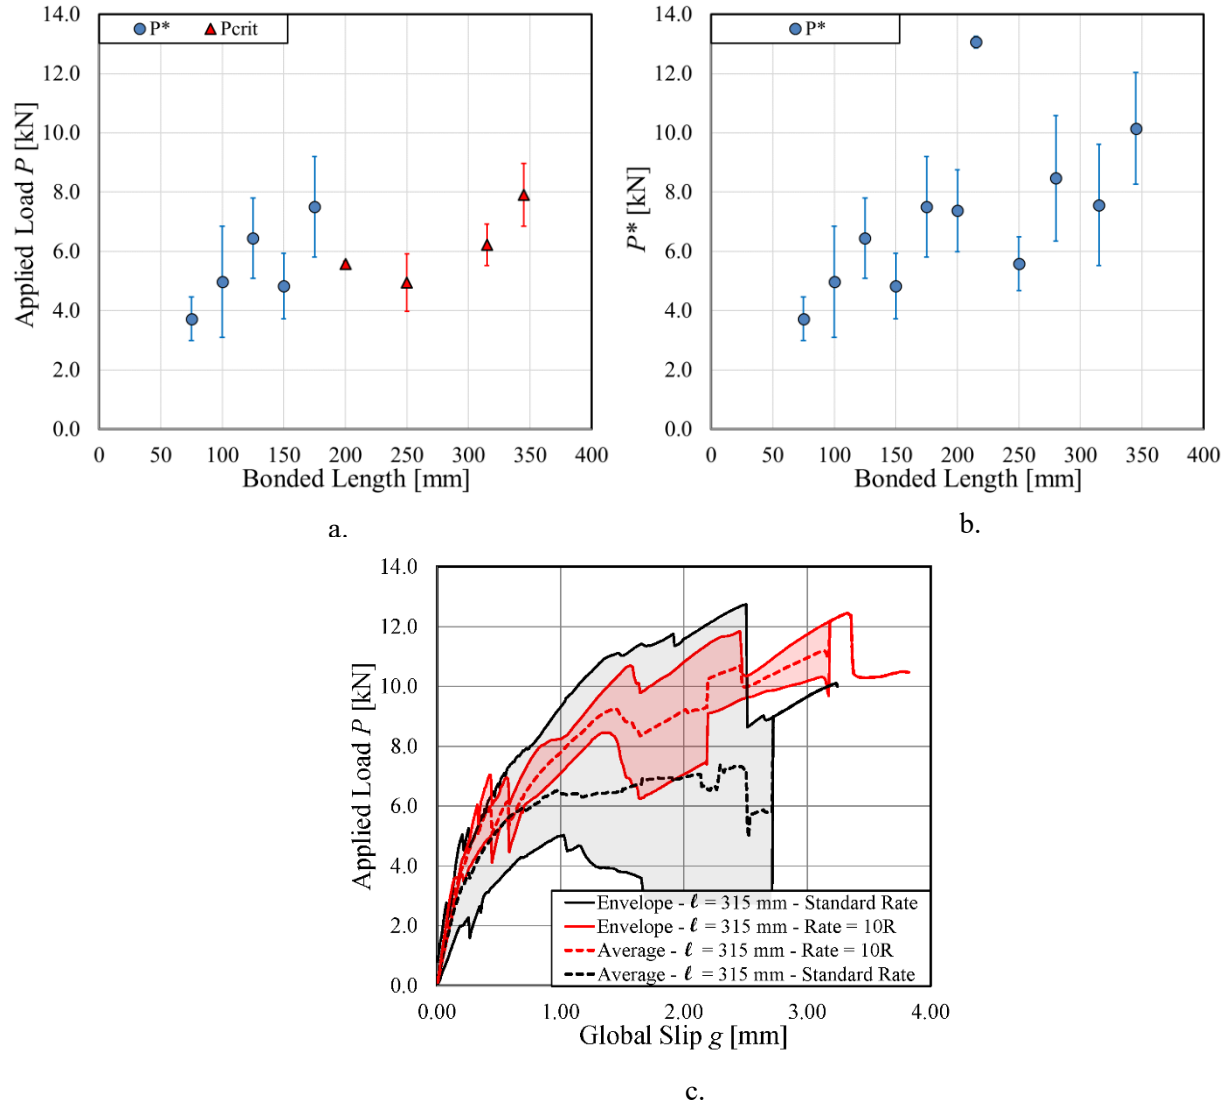 14.0
P* Pcrit
12.0
10.0
8.0
6.0
4.0
2.0
0.0
Applied Load P [kN]
0 50 100 150 200 250 300 350 400
Bonded Length [mm]
a.
14.0
P*
12.0
10.0
8.0
6.0
4.0
2.0
0.0
P* [kN]
0 50 100 150 200 250 300 350 400
Bonded Length [mm]
b.
14.0
12.0
10.0
8.0
6.0
4.0
2.0
0.0
Applied Load P [kN]
Envelope - ℓ = 315 mm - Standard Rate
Envelope - ℓ = 315 mm - Rate = 10R
Average - ℓ = 315 mm - Rate = 10R
Average - ℓ = 315 mm - Standard Rate
0.00 1.00 2.00 3.00 4.00
Global Slip g [mm]
c.